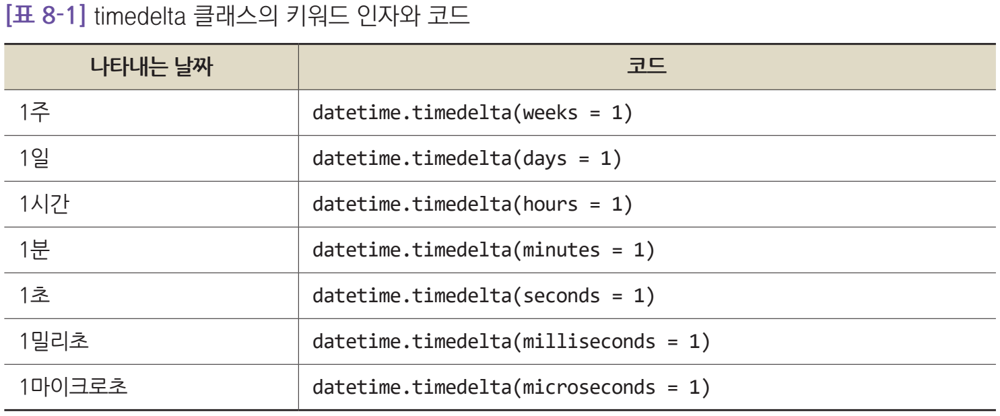 [표 8-1] timedelta 클래스의 키워드 인자와 코드
나타내는 날짜 코드
1주 datetime.timedelta(weeks = 1)
1일 datetime.timedelta(days = 1)
1시간 datetime.timedelta(hours = 1)
1분 datetime.timedelta(minutes = 1)
1초 datetime.timedelta(seconds = 1)
1밀리초 datetime.timedelta(milliseconds = 1)
1마이크로초 datetime.timedelta(microseconds = 1)